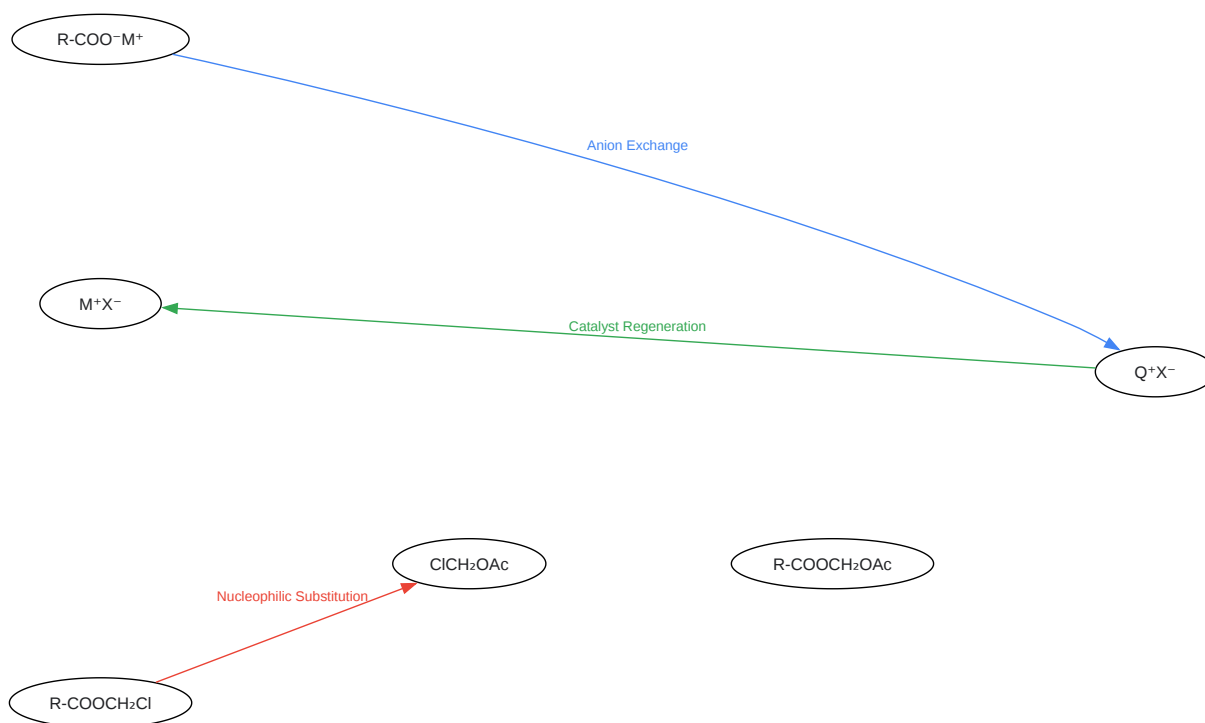 R-COO⁻M⁺
Anion Exchange
M⁺X⁻
Catalyst Regeneration
Q⁺X⁻
ClCH₂OAc
R-COOCH₂OAc
Nucleophilic Substitution
R-COOCH₂Cl